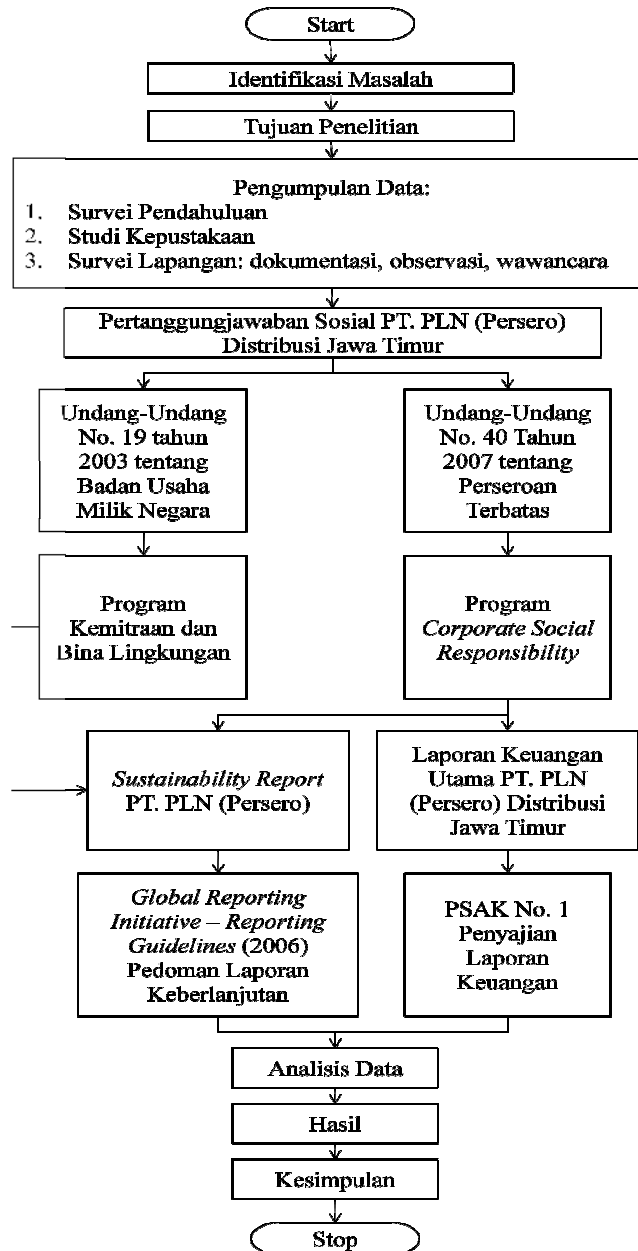 Start
Identifikasi Masalah
Tujuan Penelitian
Pengumpulan Data:
1. Survei Pendahuluan
2. Studi Kepustakaan
3. Survei Lapangan: dokumentasi, observasi, wawancara
Pertanggungjawaban Sosial PT. PLN (Persero)
Distribusi Jawa Timur
Undang-Undang
No. 19 tahun
2003 tentang
Badan Usaha
Milik Negara
Undang-Undang
No. 40 Tahun
2007 tentang
Perseroan
Terbatas
Program
Kemitraan dan
Bina Lingkungan
Program
Corporate Social
Responsibility
Sustainability Report
PT. PLN (Persero)
Laporan Keuangan
Utama PT. PLN
(Persero) Distribusi
Jawa Timur
Global Reporting
Initiative – Reporting
Guidelines (2006)
Pedoman Laporan
Keberlanjutan
PSAK No. 1
Penyajian
Laporan
Keuangan
Analisis Data
Hasil
Kesimpulan
Stop